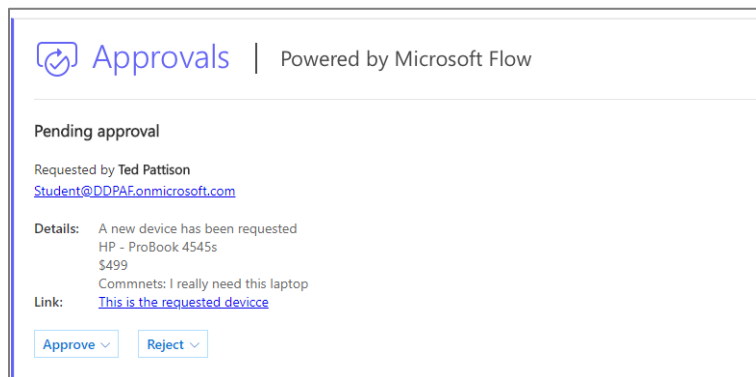 Approvals | Powered by Microsoft Flow
Pending approval
Requested by Ted Pattison
Student@DDPAF.onmicrosoft.com
Details: A new device has been requested
HP - ProBook 4545s
$499
Commnets: I really need this laptop
Link: This is the requested devicce
Approve Reject